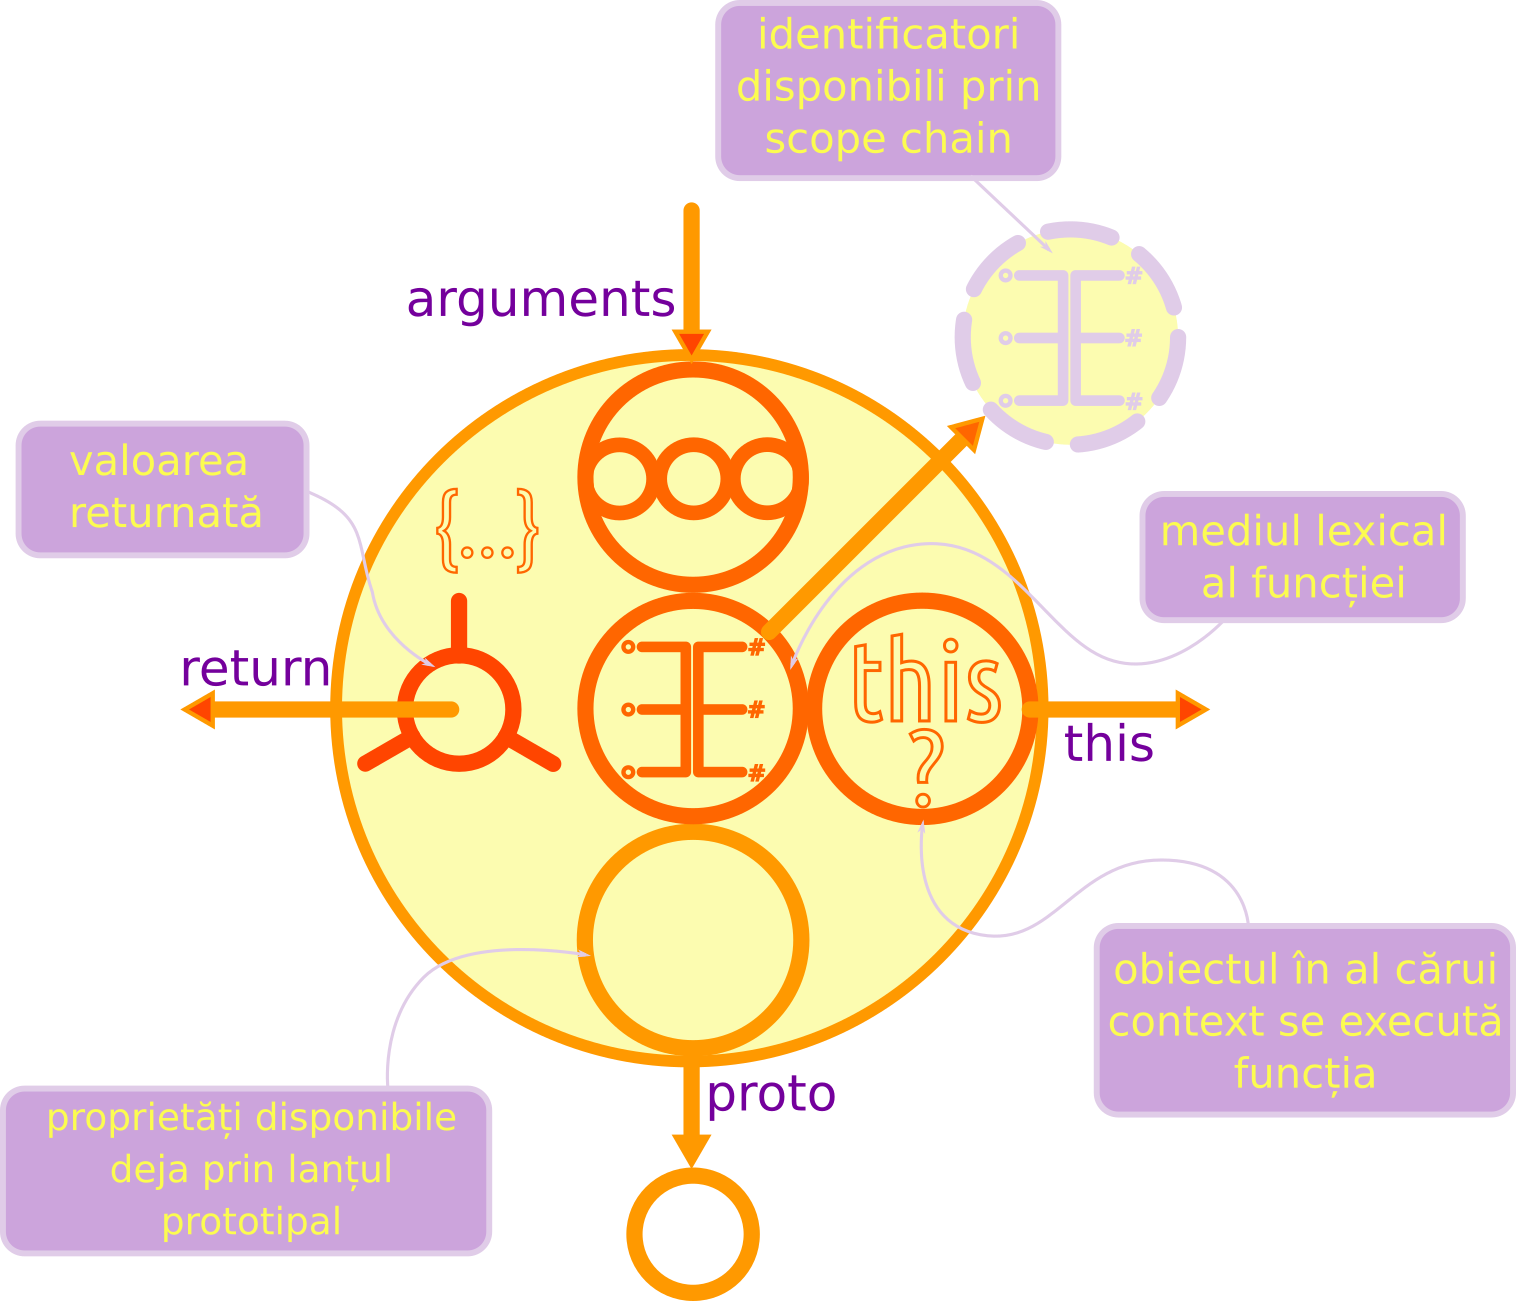 identificatori
disponibili prin
scope chain
arguments
#
#
#
valoarea
returnată
{...}
mediul lexical
al funcției
return
#
#
#
this
?
this
obiectul în al cărui
context se execută
funcția
proto
proprietăți disponibile
deja prin lanțul
prototipal